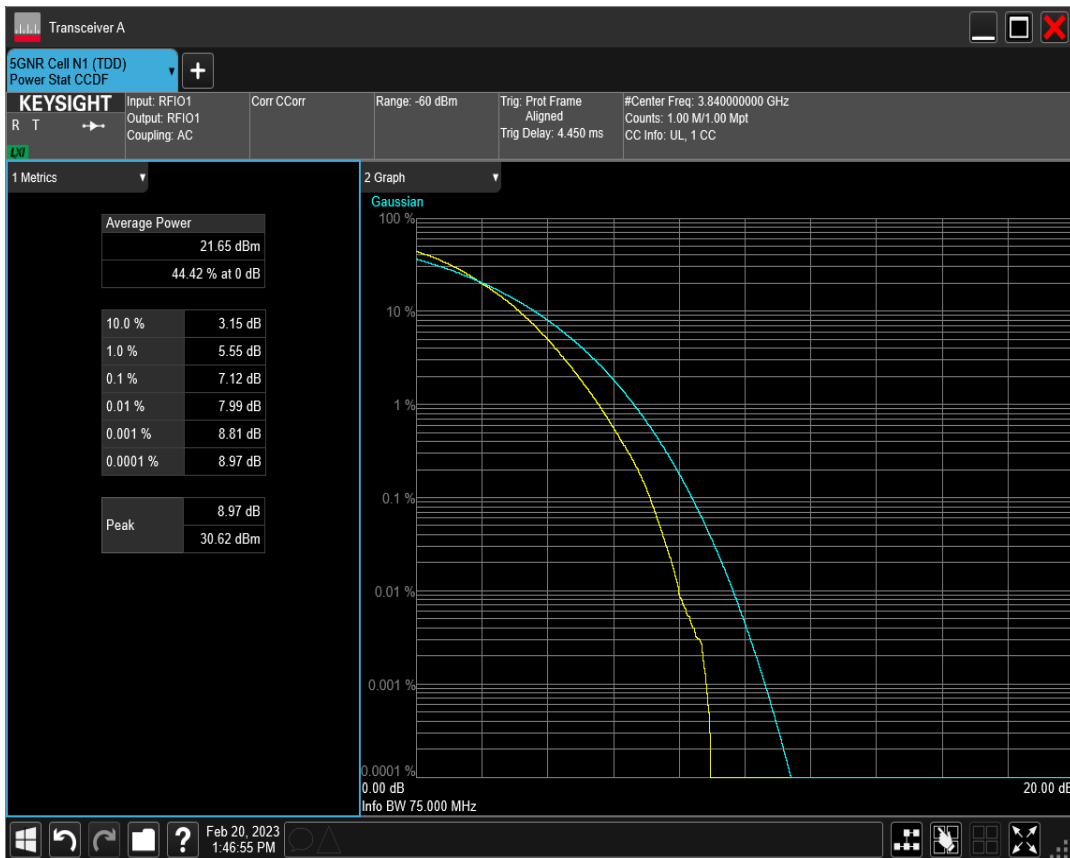 Transceiver A
5GNR Cell N1 (TDD)
Power Stat CCDF
+
KEYSIGHT
R T
LXI
Input: RFIO1
Output: RFIO1
Coupling: AC
Corr CCorr
Range: -60 dBm
Trig: Prot Frame
Aligned
Trig Delay: 4.450 ms
#Center Freq: 3.840000000 GHz
Counts: 1.00 M/1.00 Mpt
CC Info: UL, 1 CC
1 Metrics
Average Power
21.65 dBm
44.42 % at 0 dB
10.0 % 3.15 dB
1.0 % 5.55 dB
0.1 % 7.12 dB
0.01 % 7.99 dB
0.001 % 8.81 dB
0.0001 % 8.97 dB
Peak
8.97 dB
30.62 dBm
2 Graph
Gaussian
100 %
10 %
1 %
0.1 %
0.01 %
0.001 %
0.0001 %
0.00 dB
20.00 dB
Info BW 75.000 MHz
?
Feb 20, 2023
1:46:55 PM